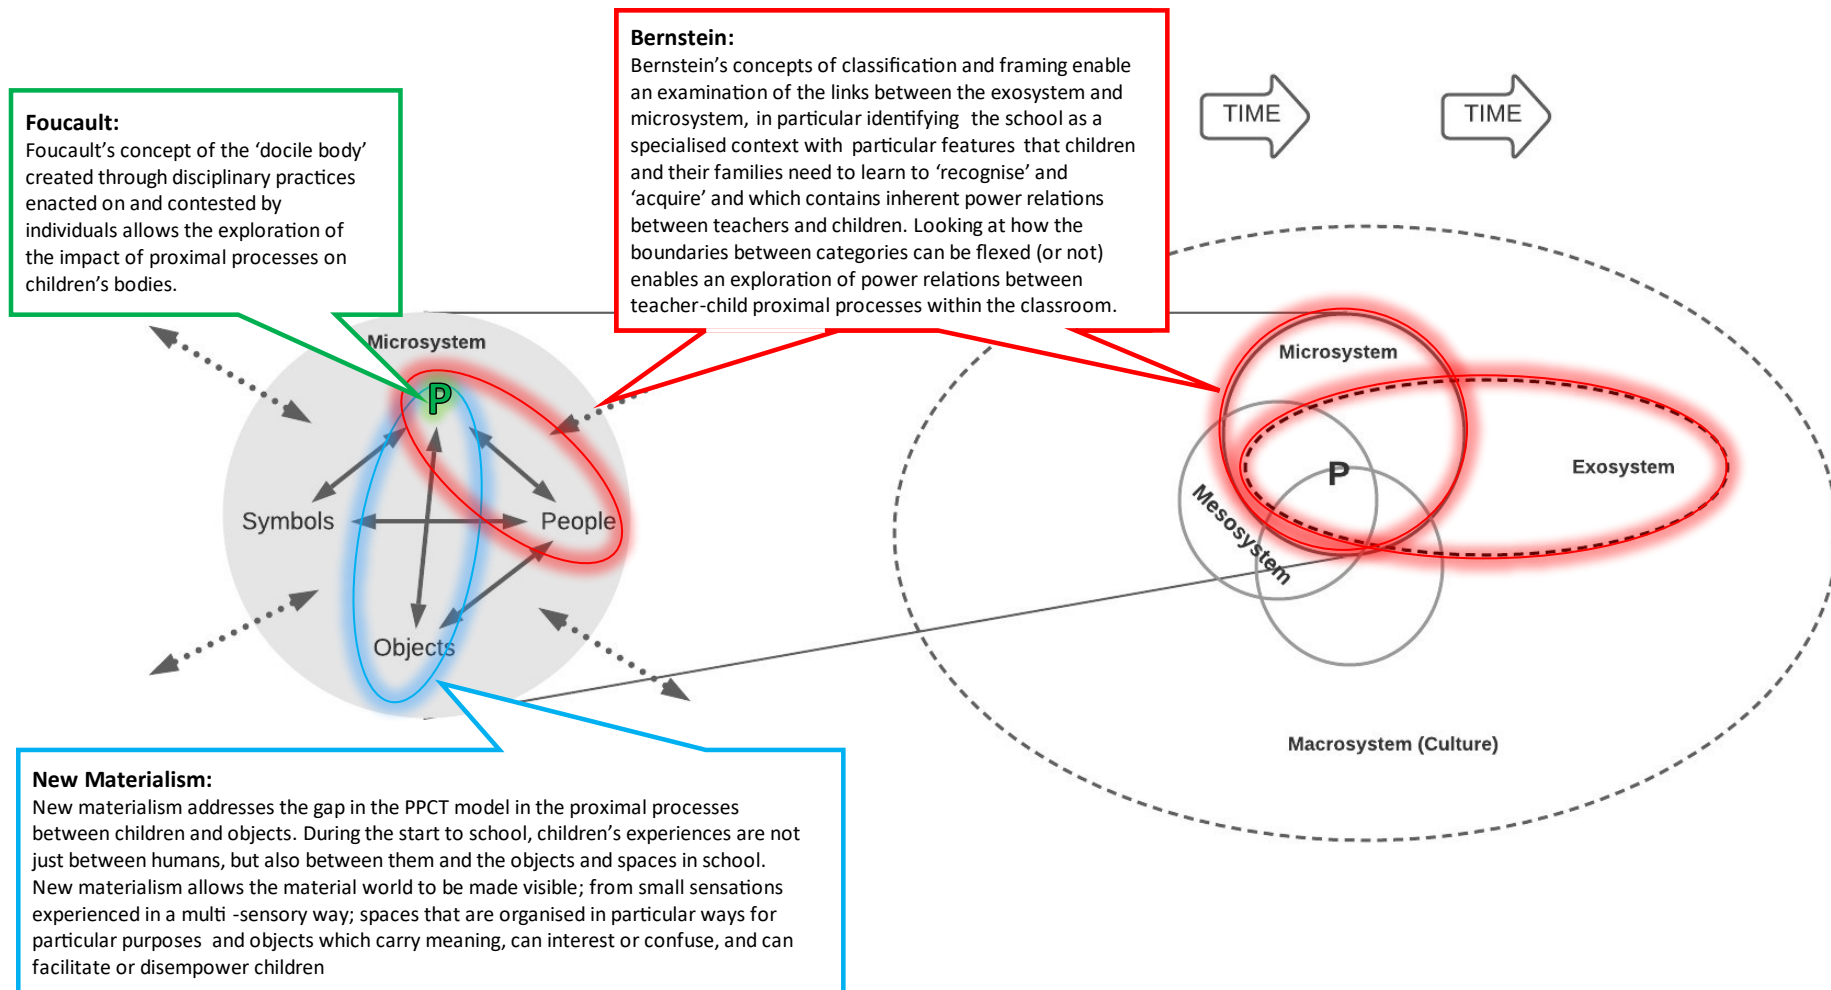 Foucault:
Foucault’s concept of the ‘docile body’
created through disciplinary practices
enacted on and contested by
individuals allows the exploration of
the impact of proximal processes on
children’s bodies.
Bernstein:
Bernstein’s concepts of classification and framing enable
an examination of the links between the exosystem and
microsystem, in particular identifying the school as a
specialised context with particular features that children
and their families need to learn to ‘recognise’ and
‘acquire’ and which contains inherent power relations
between teachers and children. Looking at how the
boundaries between categories can be flexed (or not)
enables an exploration of power relations between
teacher-child proximal processes within the classroom.
TIME
TIME
Microsystem
P
Symbols
People
Objects
Microsystem
Exosystem
P
Mesosystem
Macrosystem (Culture)
New Materialism:
New materialism addresses the gap in the PPCT model in the proximal processes
between children and objects. During the start to school, children’s experiences are not
just between humans, but also between them and the objects and spaces in school.
New materialism allows the material world to be made visible; from small sensations
experienced in a multi -sensory way; spaces that are organised in particular ways for
particular purposes and objects which carry meaning, can interest or confuse, and can
facilitate or disempower children